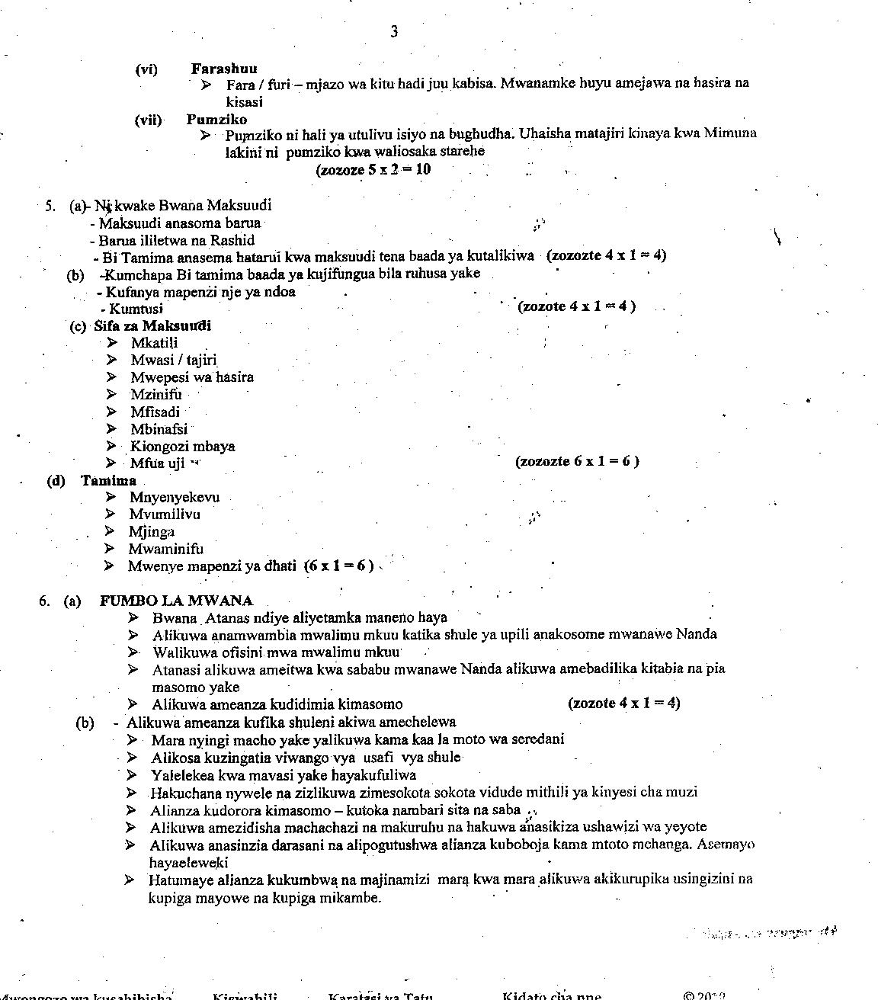 3
(vi) Farashuu
➤ Fara / furi – mjazo wa kitu hadi juu kabisa. Mwanamke huyu amejawa na hasira na
kisasi
(vii) Pumziko
➤ Pumziko ni hali ya utulivu isiyo na bughudha. Uhaisha matajiri kinaya kwa Mimuna
lakini ni pumziko kwa waliosaka starehe
(zozoze 5 x 2 = 10
5. (a)- Ni kwake Bwana Maksuudi
- Maksuudi anasoma barua
- Barua ililetwa na Rashid
- Bi Tamima anasema hatarui kwa maksuudi tena baada ya kutalikiwa (zozozte 4 x 1 = 4)
(b) -Kumchapa Bi tamima baada ya kujifungua bila ruhusa yake
- Kufanya mapenzi nje ya ndoa
- Kumtusi (zozote 4 x 1 = 4 )
(c) Sifa za Maksuudi
➤ Mkatili
➤ Mwasi / tajiri
➤ Mwepesi wa hasira
➤ Mzinifu
➤ Mfisadi
➤ Mbinafsi
➤ Kiongozi mbaya
➤ Mfua uji (zozozte 6 x 1 = 6 )
(d) Tamima
➤ Mnyenyekevu
➤ Mvumilivu
➤ Mjinga
➤ Mwaminifu
➤ Mwenye mapenzi ya dhati (6 x 1 = 6 )
6. (a) FUMBO LA MWANA
➤ Bwana Atanas ndiye aliyetamka maneno haya
➤ Alikuwa anamwambia mwalimu mkuu katika shule ya upili anakosome mwanawe Nanda
➤ Walikuwa ofisini mwa mwalimu mkuu
➤ Atanasi alikuwa ameitwa kwa sababu mwanawe Nanda alikuwa amebadilika kitabia na pia
masomo yake
➤ Alikuwa ameanza kudidimia kimasomo (zozote 4 x 1 = 4)
(b) - Alikuwa ameanza kufika shuleni akiwa amechelewa
➤ Mara nyingi macho yake yalikuwa kama kaa la moto wa seredani
➤ Alikosa kuzingatia viwango vya usafi vya shule
➤ Yalelekea kwa mavasi yake hayakufuliwa
➤ Hakuchana nywele na zizlikuwa zimesokota sokota vidude mithili ya kinyesi cha muzi
➤ Alianza kudorora kimasomo – kutoka nambari sita na saba
➤ Alikuwa amezidisha machachazi na makuruhu na hakuwa anasikiza ushawizi wa yeyote
➤ Alikuwa anasinzia darasani na alipogutushwa alianza kuboboja kama mtoto mchanga. Asemayo
hayaeleweki
➤ Hatumaye alianza kukumbwa na majinamizi mara kwa mara alikuwa akikurupika usingizini na
kupiga mayowe na kupiga mikambe.
Mwongozo wa kusahihisha Kiswahili Karatasi ya Tatu Kidato cha nne